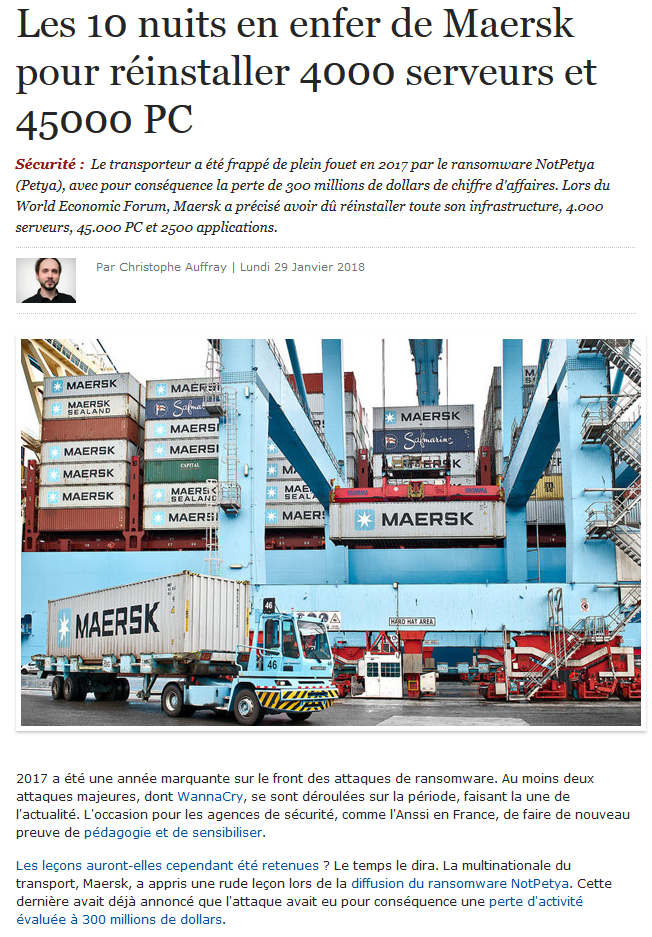 Les 10 nuits en enfer de Maersk
pour réinstaller 4000 serveurs et
45000 PC
Sécurité : Le transporteur a été frappé de plein fouet en 2017 par le ransomware NotPetya
(Petya), avec pour conséquence la perte de 300 millions de dollars de chiffre d'affaires. Lors du
World Economic Forum, Maersk a précisé avoir dû réinstaller toute son infrastructure, 4.000
serveurs, 45.000 PC et 2500 applications.
Par Christophe Auffray | Lundi 29 Janvier 2018
MAERSK
MAERSK
SEALAND
MAERSK
MAERSK
MAERSK
MAERSK
Safmarine
MAERSK
MAERSK
CAPITAL
MAERSK
SEALAND
MAERSK
MAERSK
SEALAND
MAERSK
MAERSK
Safmarine
MAERSK
MAERSK
46
46
HARD HAT AREA
2017 a été une année marquante sur le front des attaques de ransomware. Au moins deux
attaques majeures, dont WannaCry, se sont déroulées sur la période, faisant la une de
l'actualité. L'occasion pour les agences de sécurité, comme l'Anssi en France, de faire de nouveau
preuve de pédagogie et de sensibiliser.
Les leçons auront-elles cependant été retenues ? Le temps le dira. La multinationale du
transport, Maersk, a appris une rude leçon lors de la diffusion du ransomware NotPetya. Cette
dernière avait déjà annoncé que l'attaque avait eu pour conséquence une perte d'activité
évaluée à 300 millions de dollars.